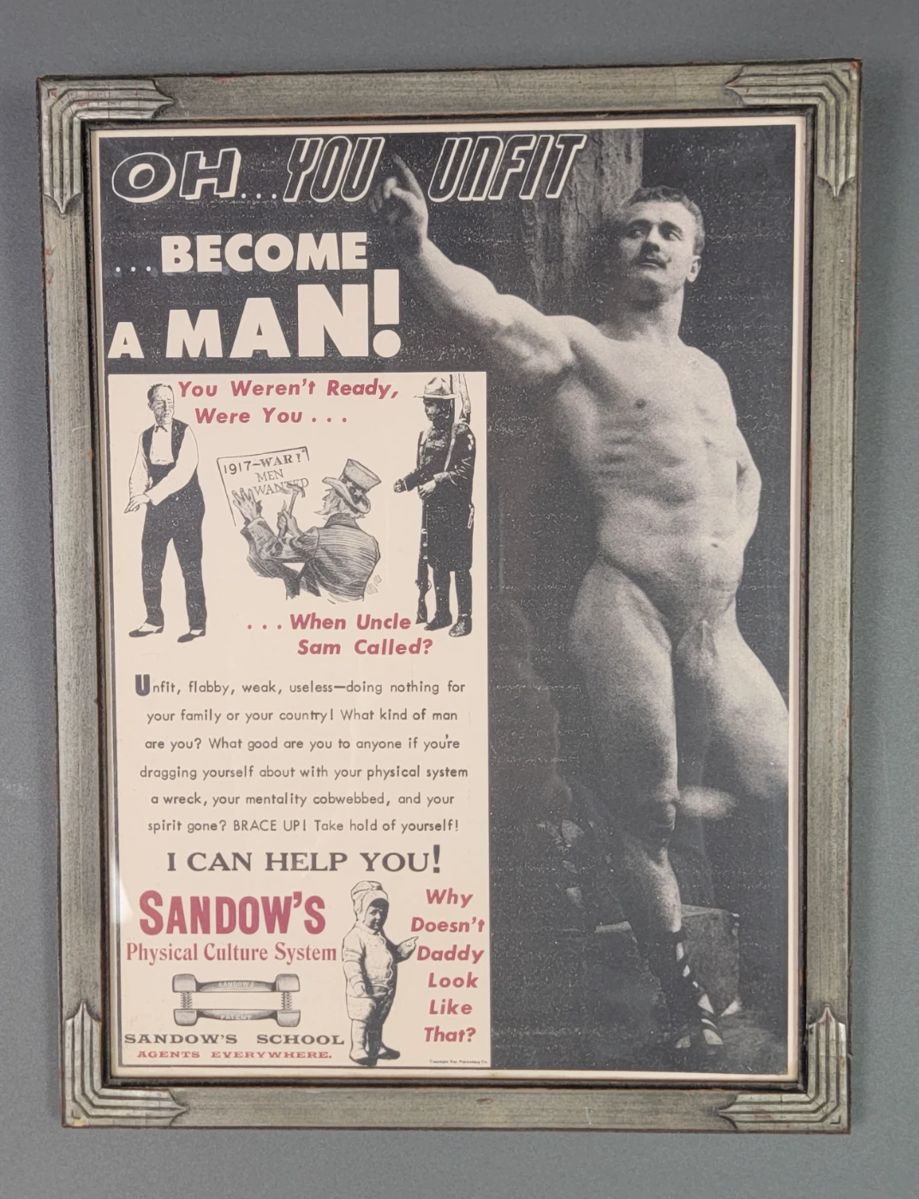 OH...YOU UNFIT
...BECOME
A MAN!
You Weren't Ready,
Were You . . .
1917-WAR!
MEN
WANTED
. . . When Uncle
Sam Called?
Unfit, flabby, weak, useless—doing nothing for
your family or your country! What kind of man
are you? What good are you to anyone if you're
dragging yourself about with your physical system
a wreck, your mentality cobwebbed, and your
spirit gone? BRACE UP! Take hold of yourself!
I CAN HELP YOU!
SANDOW'S
Physical Culture System
SANDOW'S
PATENT
SANDOW'S SCHOOL
AGENTS EVERYWHERE.
Why
Doesn't
Daddy
Look
Like
That?